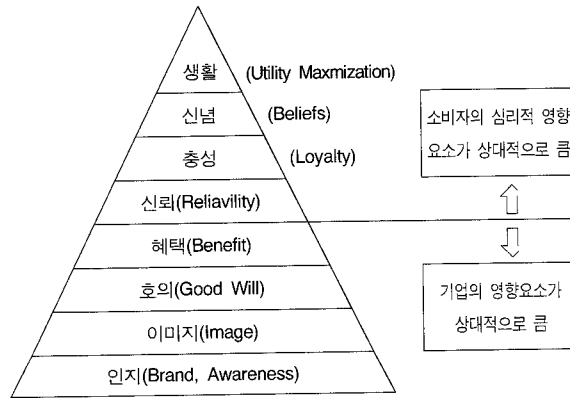 생활 (Utility Maxmization)
신념 (Beliefs)
충성 (Loyalty)
신뢰(Reliavility)
혜택(Benefit)
호의(Good Will)
이미지(Image)
인지(Brand, Awareness)
소비자의 심리적 영향
요소가 상대적으로 큼
기업의 영향요소가
상대적으로 큼